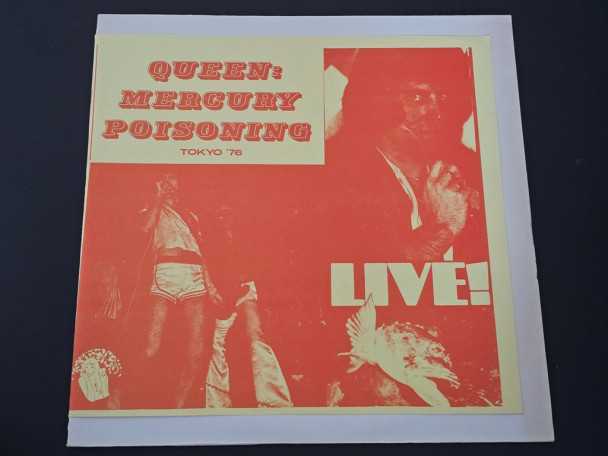 QUEEN:
MERCURY
POISONING
TOKYO '76
LIVE!